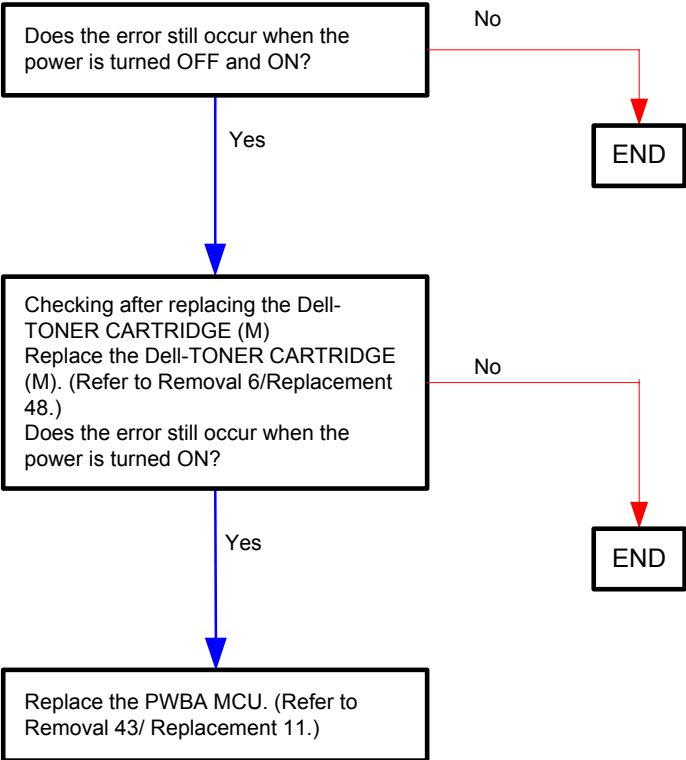 Does the error still occur when the
power is turned OFF and ON?
No
END
Yes
Checking after replacing the Dell-
TONER CARTRIDGE (M)
Replace the Dell-TONER CARTRIDGE
(M). (Refer to Removal 6/Replacement
48.)
Does the error still occur when the
power is turned ON?
No
END
Yes
Replace the PWBA MCU. (Refer to
Removal 43/ Replacement 11.)